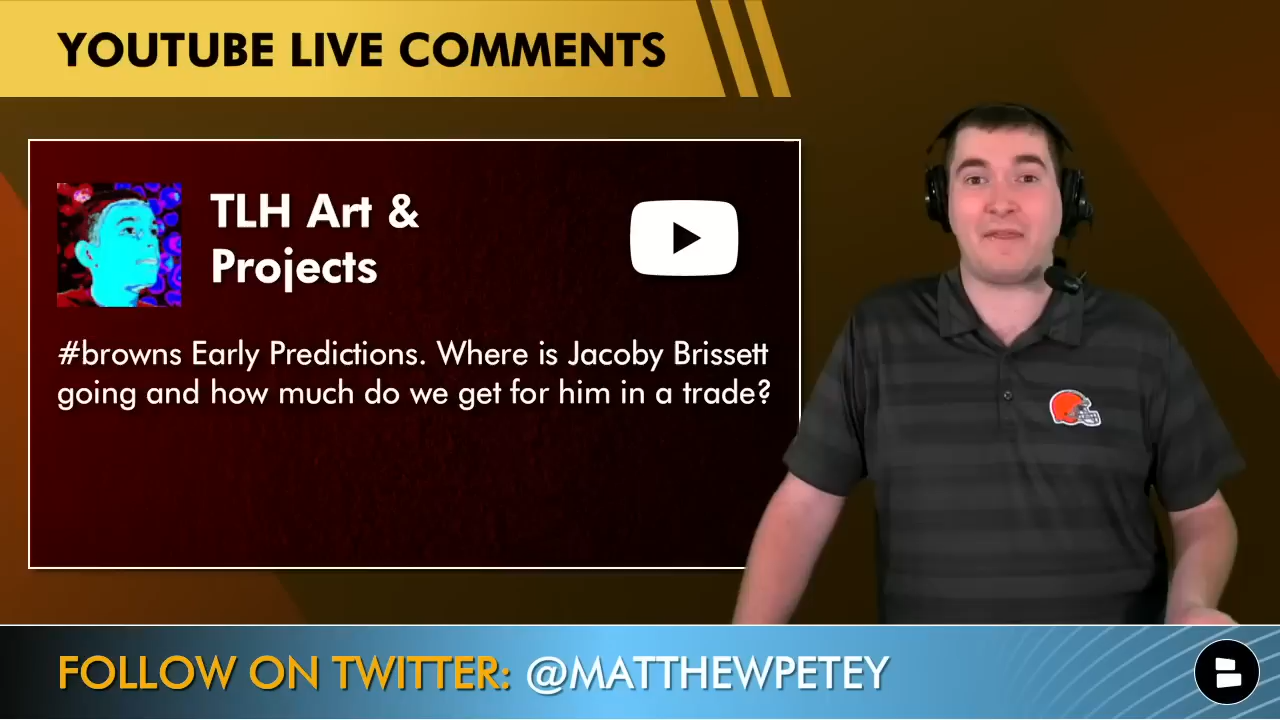 YOUTUBE LIVE COMMENTS
TLH Art &
Projects
#browns Early Predictions. Where is Jacoby Brissett
going and how much do we get for him in a trade?
FOLLOW ON TWITTER: @MATTHEWPETEY